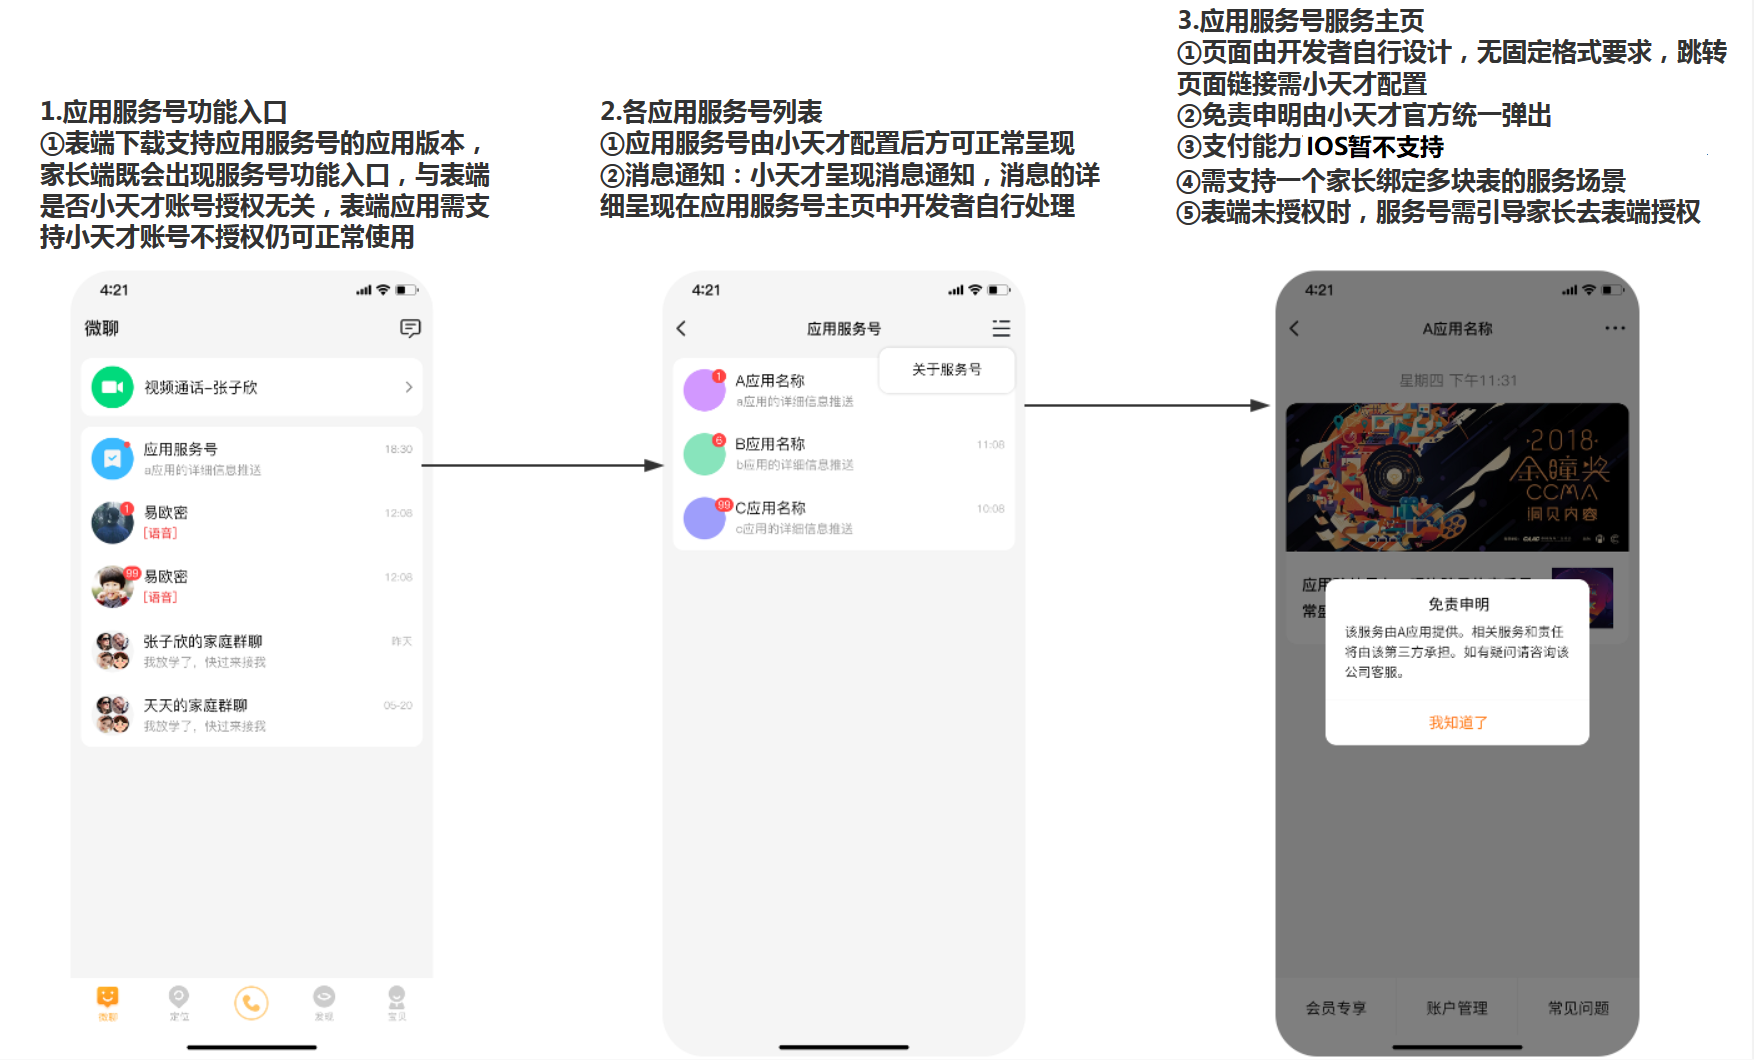 1.应用服务号功能入口
①表端下载支持应用服务号的应用版本，
家长端既会出现服务号功能入口，与表端
是否小天才账号授权无关，表端应用需支
持小天才账号不授权仍可正常使用
2.各应用服务号列表
①应用服务号由小天才配置后方可正常呈现
②消息通知：小天才呈现消息通知，消息的详
细呈现在应用服务号主页中开发者自行处理
3.应用服务号服务主页
①页面由开发者自行设计，无固定格式要求，跳转
页面链接需小天才配置
②免责申明由小天才官方统一弹出
③支付能力IOS暂不支持
④需支持一个家长绑定多块表的服务场景
⑤表端未授权时，服务号需引导家长去表端授权
4:21
微聊
视频通话-张子欣
应用服务号
18:30
a应用的详细信息推送
1
易欧密
12:06
[语音]
99
易欧密
12:06
[语音]
张子欣的家庭群聊
昨天
我放学了，快过来接我
天天的家庭群聊
05-20
我放学了，快过来接我
微聊
定位
发现
宝贝
4:21
应用服务号
关于服务号
1
A应用名称
a应用的详细信息推送
6
B应用名称
11:08
b应用的详细信息推送
99
C应用名称
10:08
c应用的详细信息推送
4:21
A应用名称
星期四 下午11:31
·2018·
金瞳奖
CCMA
洞见内容
应用
常盛
免责申明
该服务由A应用提供。相关服务和责任
将由该第三方承担。如有疑问请咨询该
公司客服。
我知道了
会员专享
账户管理
常见问题